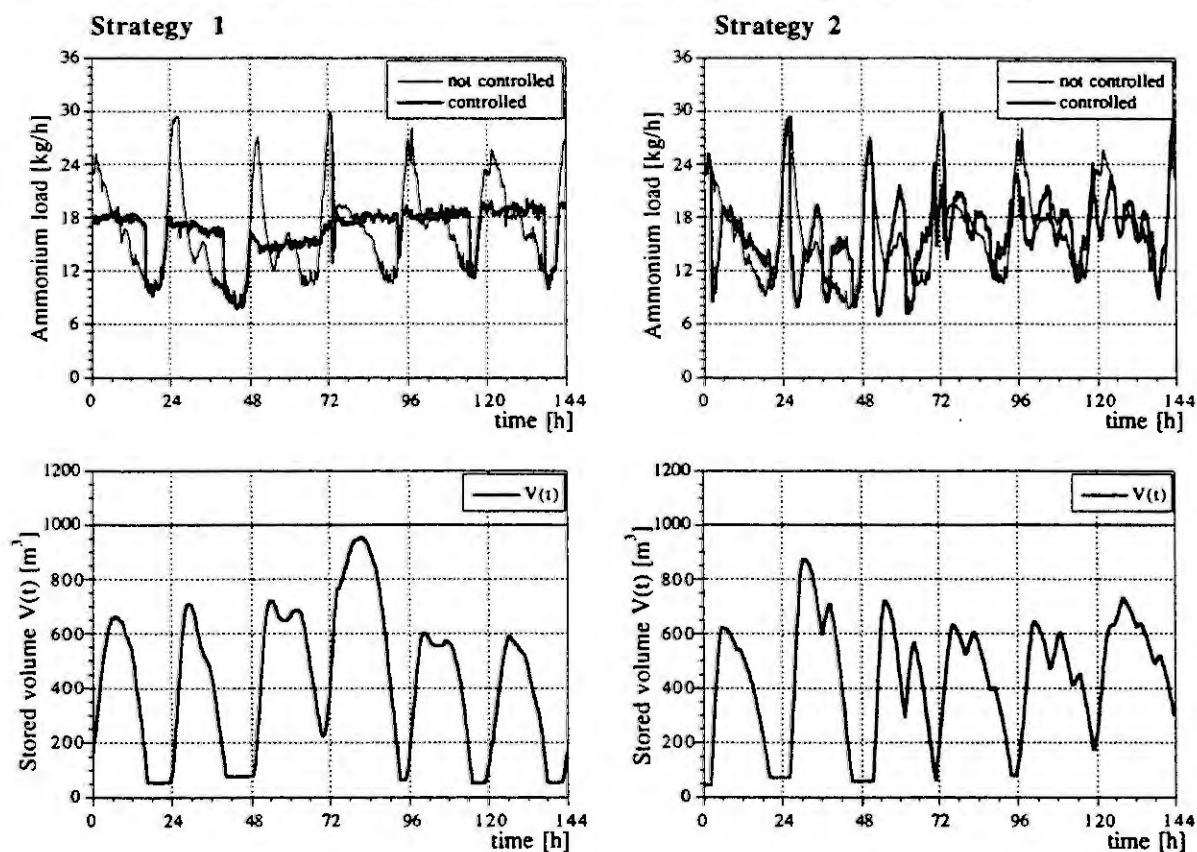 Strategy 1
Ammonium load [kg/h]
36
30
24
18
12
6
0
not controlled
controlled
0 24 48 72 96 120 144
time [h]
Strategy 2
Ammonium load [kg/h]
36
30
24
18
12
6
0
not controlled
controlled
0 24 48 72 96 120 144
time [h]
Stored volume V(t) [m³]
1200
1000
800
600
400
200
0
V(t)
0 24 48 72 96 120 144
time [h]
Stored volume V(t) [m³]
1200
1000
800
600
400
200
0
V(t)
0 24 48 72 96 120 144
time [h]